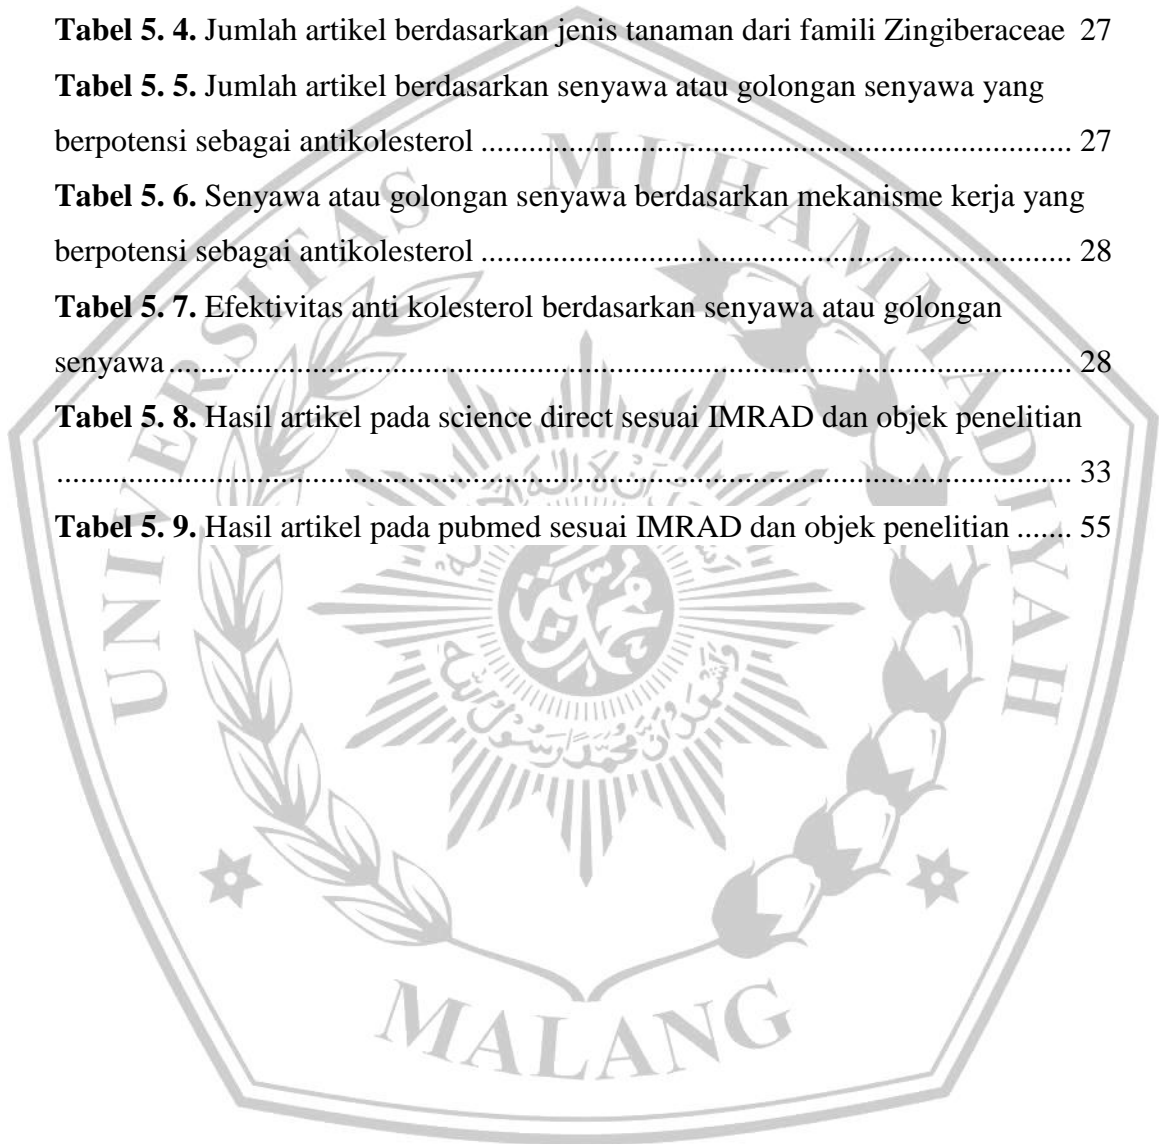 Tabel 5. 4. Jumlah artikel berdasarkan jenis tanaman dari famili Zingiberaceae 27
Tabel 5. 5. Jumlah artikel berdasarkan senyawa atau golongan senyawa yang
berpotensi sebagai antikolesterol .......................................................................... 27
Tabel 5. 6. Senyawa atau golongan senyawa berdasarkan mekanisme kerja yang
berpotensi sebagai antikolesterol .......................................................................... 28
Tabel 5. 7. Efektivitas anti kolesterol berdasarkan senyawa atau golongan
senyawa ................................................................................................................. 28
Tabel 5. 8. Hasil artikel pada science direct sesuai IMRAD dan objek penelitian
............................................................................................................................... 33
Tabel 5. 9. Hasil artikel pada pubmed sesuai IMRAD dan objek penelitian ....... 55
UNIVERSITAS MUHAMMADIYAH
MALANG